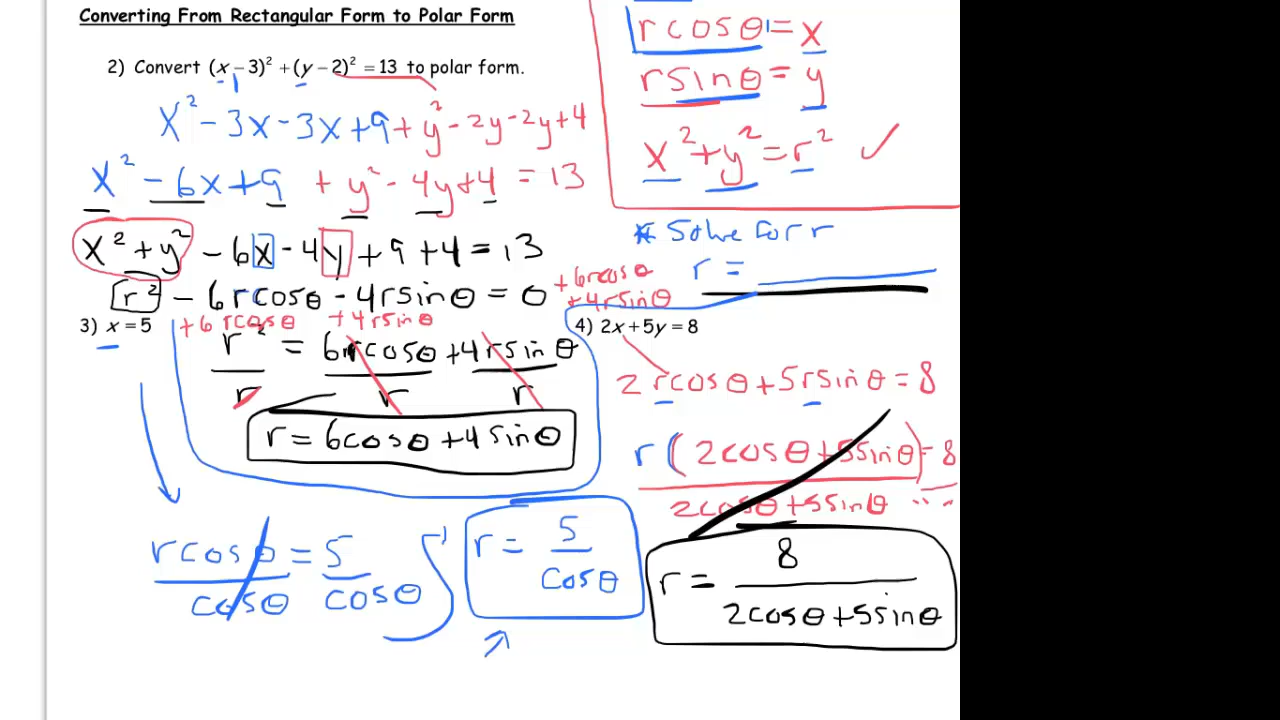 Converting From Rectangular Form to Polar Form
2) Convert (x – 3)² + (y – 2)² = 13 to polar form.
x² - 3x - 3x + 9 + y² - 2y - 2y + 4
x² - 6x + 9 + y² - 4y + 4 = 13
x² + y² - 6x - 4y + 9 + 4 = 13
r² - 6rcosθ - 4rsinθ = 0
+6rcosθ
+4rsinθ
+6 rcosθ +4rsinθ
r² = 6rcosθ + 4rsinθ
r r r
r = 6cosθ + 4sinθ
rcosθ = x
rsinθ = y
x² + y² = r² ✓
* Solve for r
r =
3) x = 5
rcosθ = 5
cosθ cosθ
r = 5
cosθ
4) 2x + 5y = 8
2rcosθ + 5rsinθ = 8
r(2cosθ + 5sinθ) = 8
2cosθ + 5sinθ " "
r = 8
2cosθ + 5sinθ